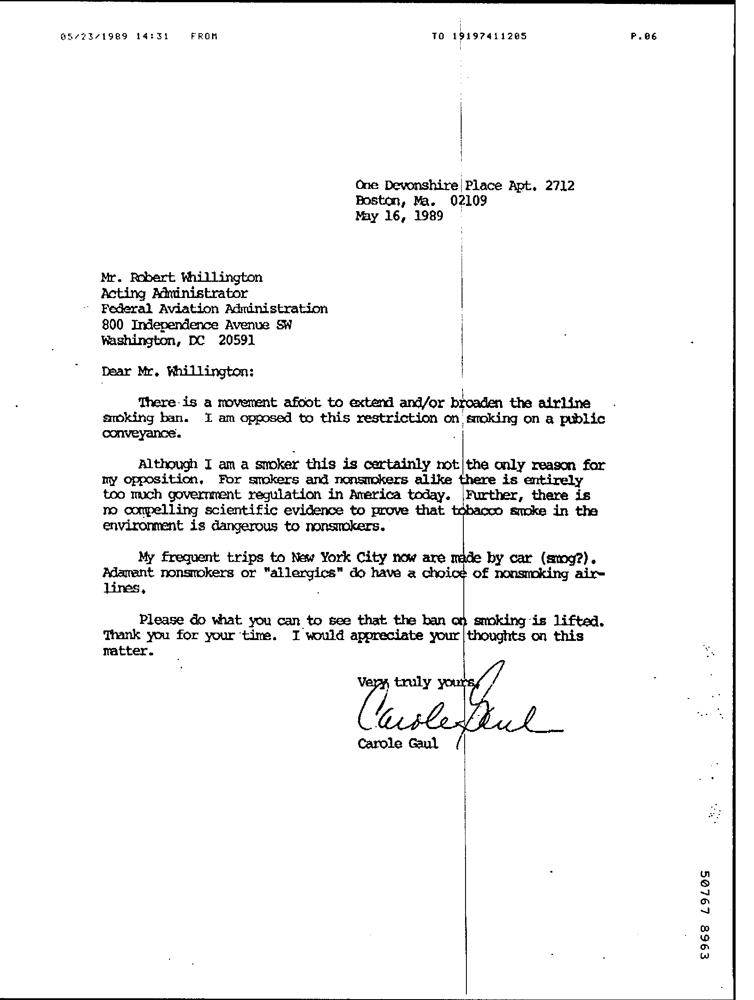 05/23/1989 14:31 FROM TO 19197411205 P.06
One Devonshire Place Apt. 2712
Boston, Ma. 02109
May 16, 1989
Mr. Robert Whillington
Acting Administrator
Federal Aviation Administration
800 Independence Avenue SW
Washington, DC 20591
Dear Mr. Whillington:
There is a movement afoot to extend and/or broaden the airline
smoking ban. I am opposed to this restriction on smoking on a public
conveyance.
Although I am a smoker this is certainly not the only reason for
my opposition. For smokers and nonsmokers alike there is entirely
too much government regulation in America today. Further, there is
no compelling scientific evidence to prove that tobacco smoke in the
environment is dangerous to nonsmokers.
My frequent trips to New York City now are made by car (smog?).
Adamant nonsmokers or "allergics" do have a choice of nonsmoking air-
lines.
Please do what you can to see that the ban on smoking is lifted.
Thank you for your time. I would appreciate your thoughts on this
matter.
Very truly yours,
Carole Gaul
Carole Gaul
50767 8963